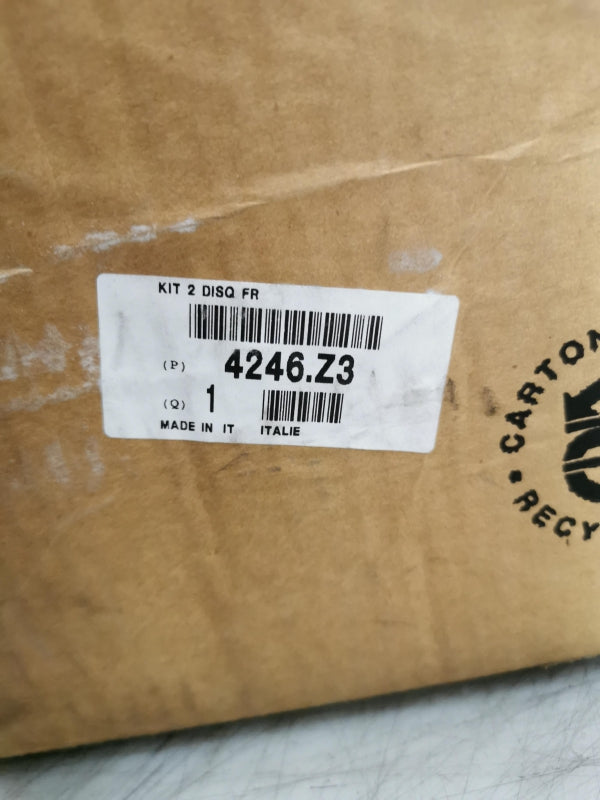 KIT 2 DISQ FR
(P) 4246.Z3
(Q) 1
MADE IN IT ITALIE
CARTON
RECY